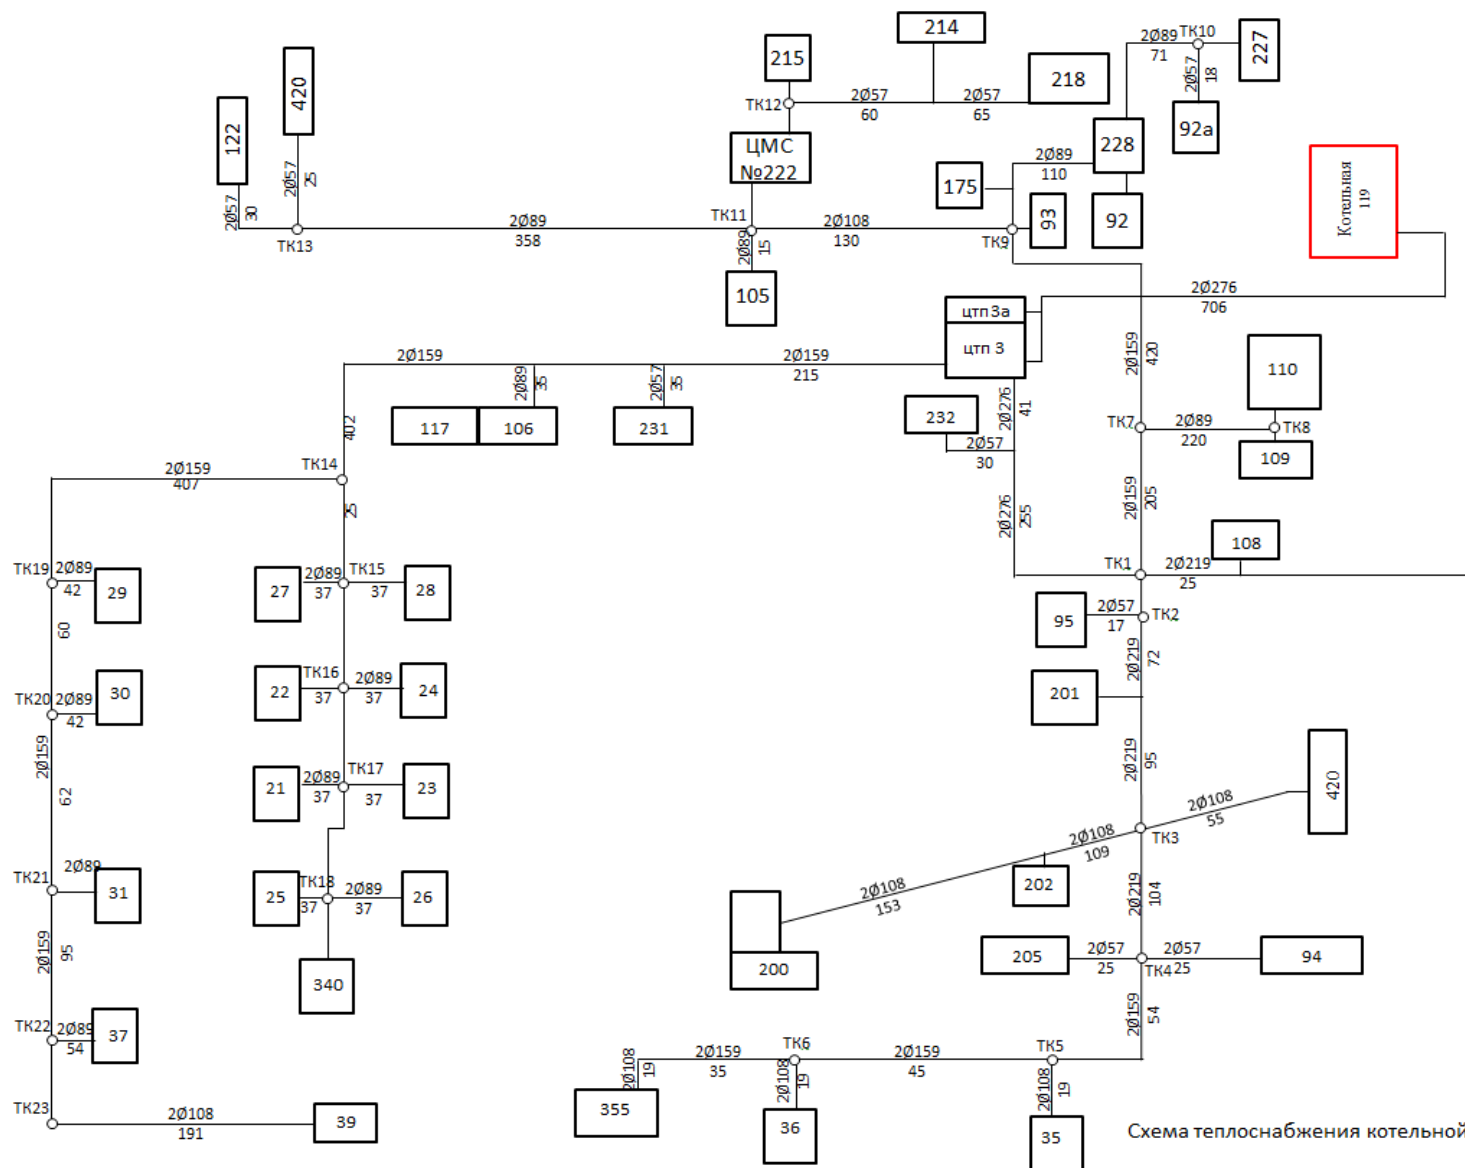 214
215
218
2Ø57
60
2Ø57
65
ТК12
ЦМС
№222
420
122
2Ø57
25
2Ø57
30
ТК13
2Ø89
358
ТК11
2Ø89
15
105
2Ø108
130
ТК9
175
93
2Ø89
110
228
92
2Ø89
71
ТК10
227
2Ø57
18
92а
Котельная
119
2Ø276
706
цтп 3а
цтп 3
2Ø159
2Ø159
215
2Ø89
35
2Ø57
35
117
106
231
232
2Ø57
30
2Ø276
41
2Ø276
255
2Ø159
420
ТК7
2Ø89
220
ТК8
110
109
2Ø159
205
402
ТК14
2Ø159
407
25
ТК1
2Ø219
25
108
ТК19
2Ø89
42
29
60
27
2Ø89
37
ТК15
37
28
95
2Ø57
17
ТК2
2Ø219
72
201
ТК20
2Ø89
42
30
22
ТК16
37
2Ø89
37
24
2Ø159
62
21
2Ø89
37
ТК17
37
23
2Ø219
95
420
2Ø108
55
ТК3
2Ø108
109
202
2Ø108
153
200
2Ø219
104
ТК21
2Ø89
31
25
ТК18
37
2Ø89
37
26
340
2Ø159
95
205
2Ø57
25
ТК4
2Ø57
25
94
2Ø159
54
ТК22
2Ø89
54
37
ТК23
2Ø108
191
39
2Ø108
19
355
2Ø159
35
ТК6
2Ø108
19
36
2Ø159
45
ТК5
2Ø108
19
35
Схема теплоснабжения котельной